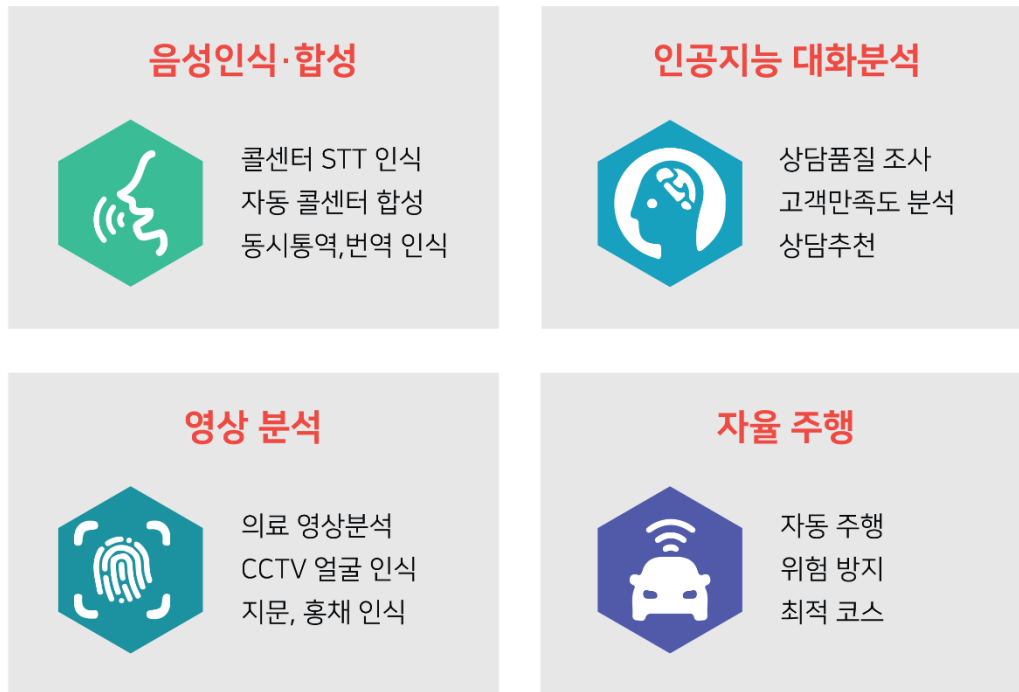 음성인식·합성
콜센터 STT 인식
자동 콜센터 합성
동시통역,번역 인식
인공지능 대화분석
상담품질 조사
고객만족도 분석
상담추천
영상 분석
의료 영상분석
CCTV 얼굴 인식
지문, 홍채 인식
자율 주행
자동 주행
위험 방지
최적 코스